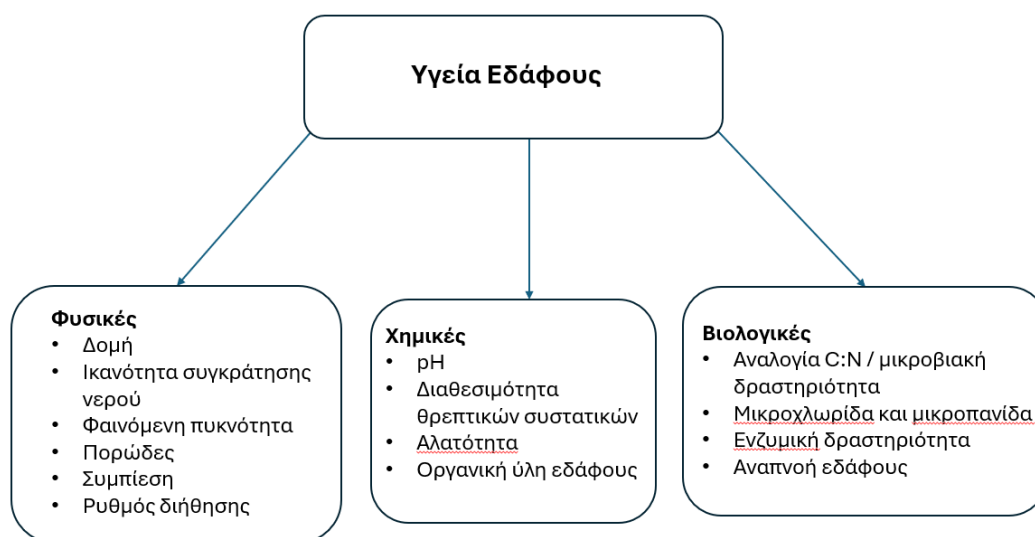 Υγεία Εδάφους
Φυσικές
• Δομή
• Ικανότητα συγκράτησης
νερού
• Φαινόμενη πυκνότητα
• Πορώδες
• Συμπίεση
• Ρυθμός διήθησης
Χημικές
• pH
• Διαθεσιμότητα
θρεπτικών συστατικών
• Αλατότητα
• Οργανική ύλη εδάφους
Βιολογικές
• Αναλογία C:N / μικροβιακή
δραστηριότητα
• Μικροχλωρίδα και μικροπανίδα
• Ενζυμική δραστηριότητα
• Αναπνοή εδάφους